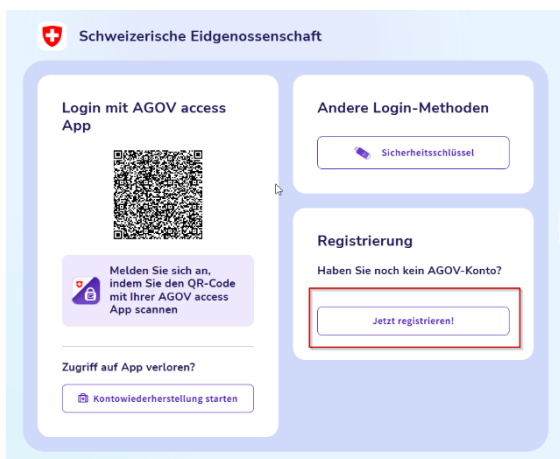 Schweizerische Eidgenossenschaft
Login mit AGOV access
App
Melden Sie sich an,
indem Sie den QR-Code
mit Ihrer AGOV access
App scannen
Zugriff auf App verloren?
Kontowiederherstellung starten
Andere Login-Methoden
Sicherheitsschlüssel
Registrierung
Haben Sie noch kein AGOV-Konto?
Jetzt registrieren!